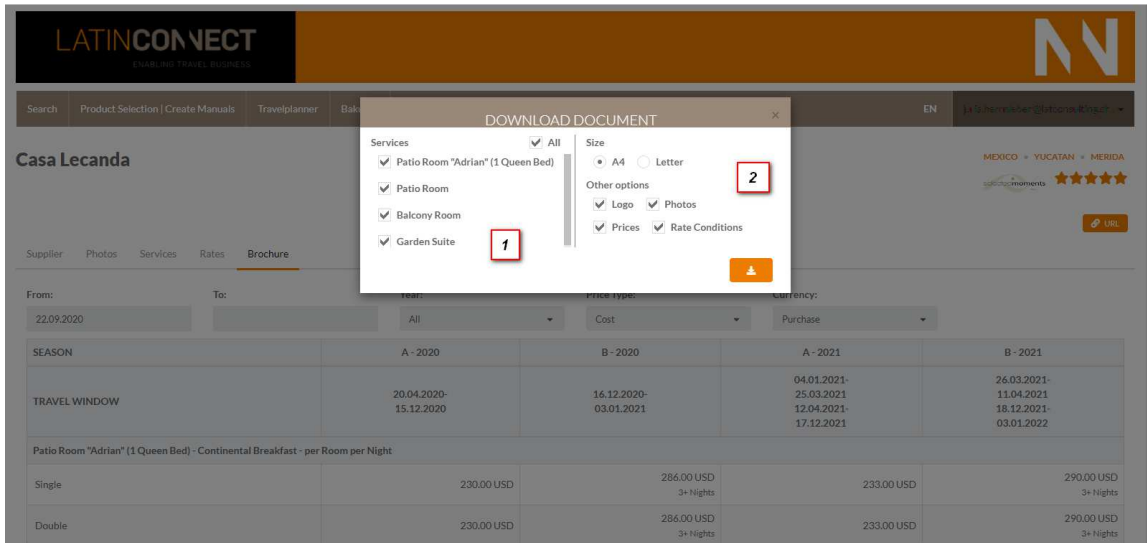 LATINCONNECT
ENABLING TRAVEL BUSINESS
Search Product Selection | Create Manuals Travelplanner EN
DOWNLOAD DOCUMENT ×
Services All
Patio Room "Adrian" (1 Queen Bed)
Patio Room
Balcony Room
Garden Suite
1
Size
A4 Letter
2
Other options
Logo Photos
Prices Rate Conditions
Casa Lecanda
MEXICO » YUCATAN » MERIDA
moments
URL
Supplier Photos Services Rates Brochure
From: To: Year: Price Type: Currency:
22.09.2020 All Cost Purchase
SEASON A - 2020 B - 2020 A - 2021 B - 2021
TRAVEL WINDOW
20.04.2020-
15.12.2020
16.12.2020-
03.01.2021
04.01.2021-
25.03.2021
12.04.2021-
17.12.2021
26.03.2021-
11.04.2021
18.12.2021-
03.01.2022
Patio Room "Adrian" (1 Queen Bed) - Continental Breakfast - per Room per Night
Single 230.00 USD 286.00 USD 233.00 USD 290.00 USD
3+ Nights 3+ Nights
Double 230.00 USD 286.00 USD 233.00 USD 290.00 USD
3+ Nights 3+ Nights